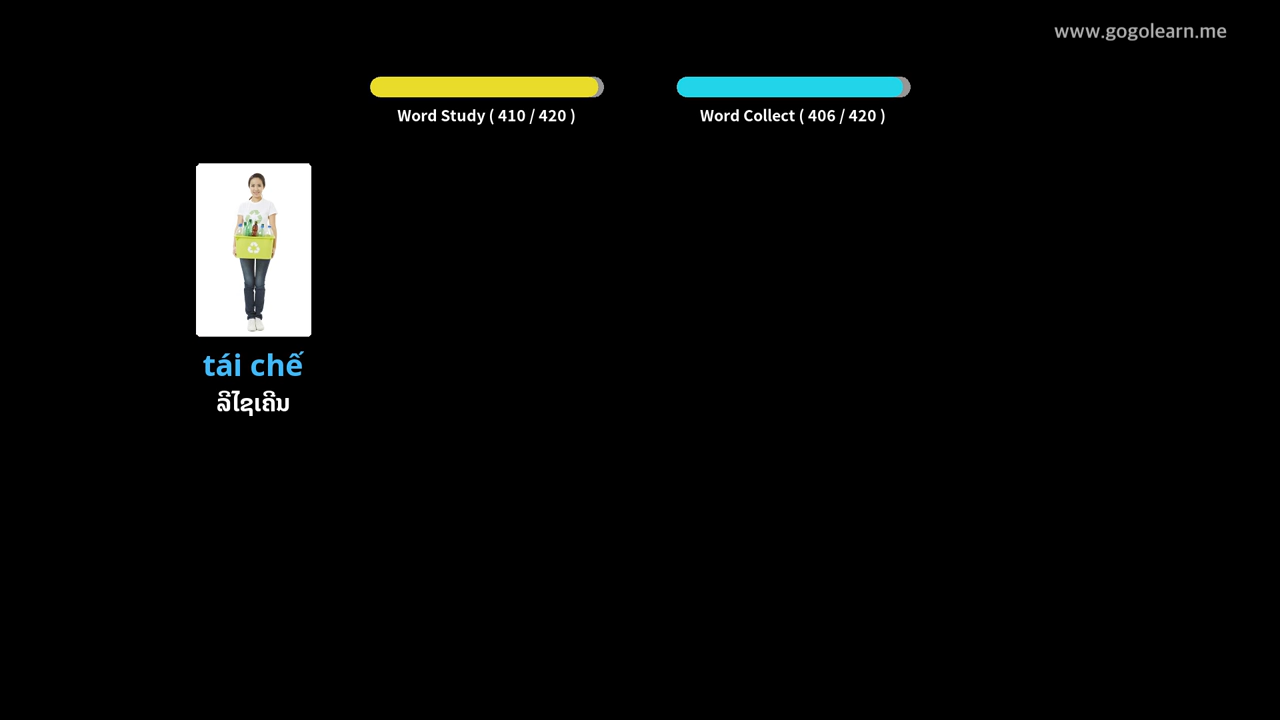 www.gogolearn.me
Word Study ( 410 / 420 )
Word Collect ( 406 / 420 )
tái chế
ລີໄຊເຄີນ